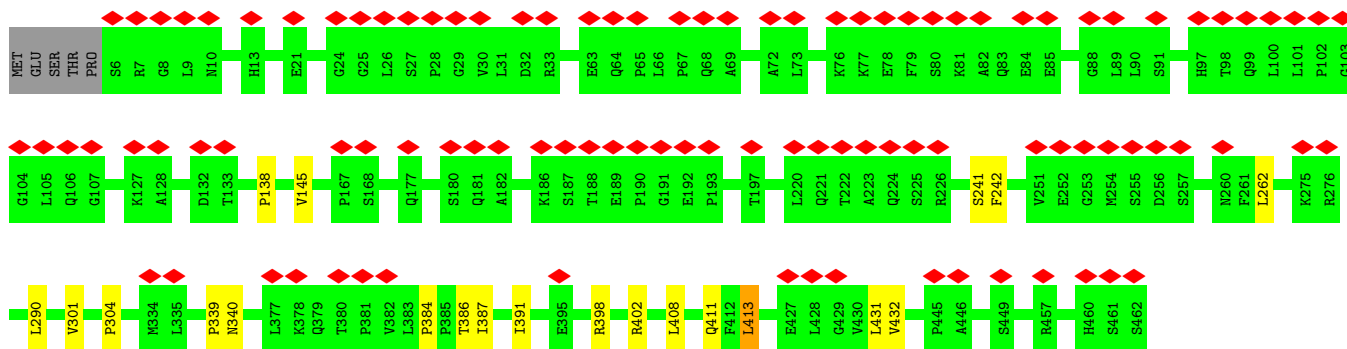 MET GLU SER THR PRO S6 R7 G8 L9 N10 H13 E21 G24 G25 L26 S27 P28 G29 V30 L31 D32 R33 E63 Q64 P65 L66 P67 Q68 A69 A72 L73 K76 K77 E78 F79 S80 K81 A82 Q83 E84 E85 G88 L89 L90 S91 H97 T98 Q99 L100 L101 P102 G103
G104 L105 Q106 G107 K127 A128 D132 T133 P138 V145 P167 S168 Q177 S180 Q181 A182 K186 S187 T188 E189 P190 G191 E192 P193 T197 L220 Q221 T222 A223 Q224 S225 R226 S241 F242 V251 E252 G253 M254 S255 D256 S257 N260 F261 L262 K275 R276
L290 V301 P304 M334 L335 P339 N340 L377 K378 Q379 T380 P381 V382 L383 P384 P385 T386 I387 I391 E395 R398 R402 L408 Q411 F412 L413 E427 L428 G429 V430 L431 V432 P445 A446 S449 R457 H460 S461 S462